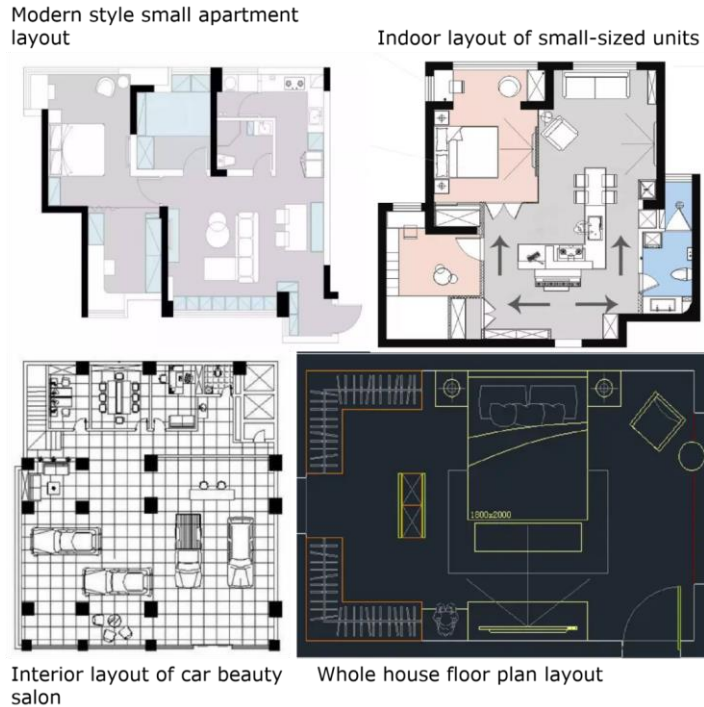 Modern style small apartment
layout
Indoor layout of small-sized units
1800x2000
Interior layout of car beauty
salon
Whole house floor plan layout